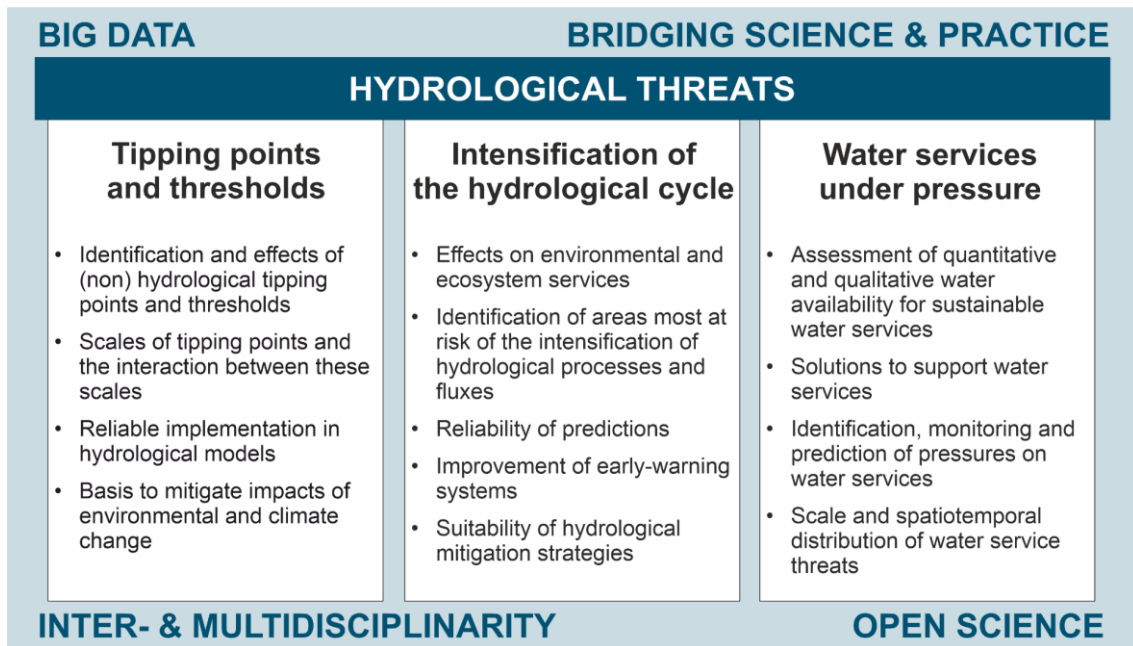 BIG DATA
BRIDGING SCIENCE & PRACTICE
HYDROLOGICAL THREATS
Tipping points
and thresholds
• Identification and effects of
(non) hydrological tipping
points and thresholds
• Scales of tipping points and
the interaction between these
scales
• Reliable implementation in
hydrological models
• Basis to mitigate impacts of
environmental and climate
change
Intensification of
the hydrological cycle
• Effects on environmental and
ecosystem services
• Identification of areas most at
risk of the intensification of
hydrological processes and
fluxes
• Reliability of predictions
• Improvement of early-warning
systems
• Suitability of hydrological
mitigation strategies
Water services
under pressure
• Assessment of quantitative
and qualitative water
availability for sustainable
water services
• Solutions to support water
services
• Identification, monitoring and
prediction of pressures on
water services
• Scale and spatiotemporal
distribution of water service
threats
INTER- & MULTIDISCIPLINARITY
OPEN SCIENCE